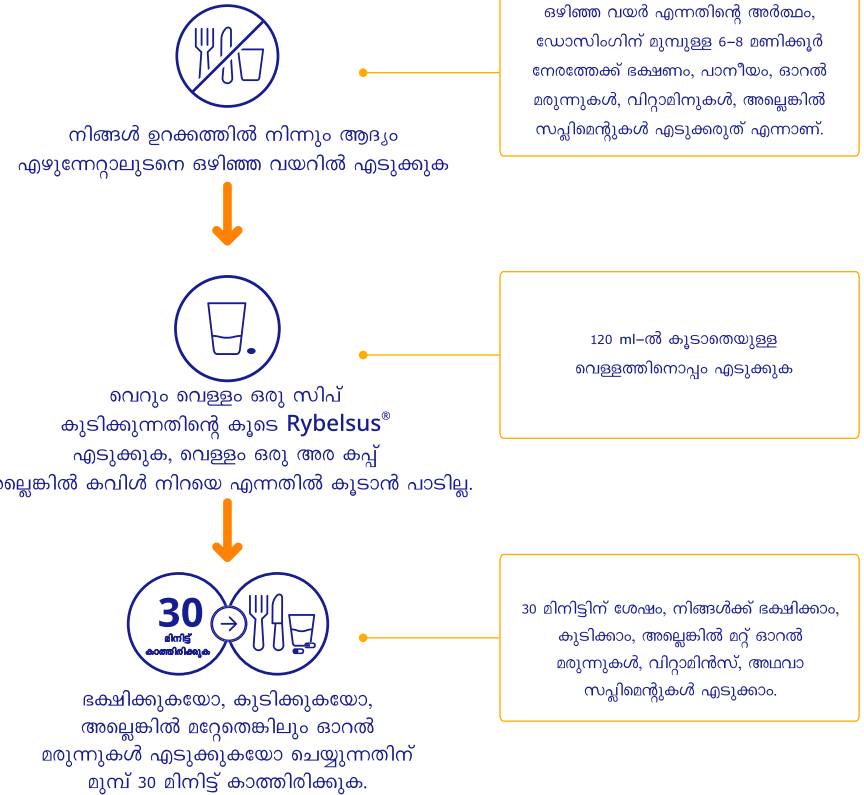 നിങ്ങൾ ഉറക്കത്തിൽ നിന്നും ആദ്യം
എഴുന്നേറ്റാലുടനെ ഒഴിഞ്ഞ വയറിൽ എടുക്കുക
ഒഴിഞ്ഞ വയർ എന്നതിന്റെ അർത്ഥം,
ഡോസിംഗിന് മുമ്പുള്ള 6-8 മണിക്കൂർ
നേരത്തേക്ക് ഭക്ഷണം, പാനീയം, ഓറൽ
മരുന്നുകൾ, വിറ്റാമിനുകൾ, അല്ലെങ്കിൽ
സപ്ലിമെന്റുകൾ എടുക്കരുത് എന്നാണ്.
വെറും വെള്ളം ഒരു സിപ്
കുടിക്കുന്നതിന്റെ കൂടെ Rybelsus®
എടുക്കുക, വെള്ളം ഒരു അര കപ്പ്
കവിൾ നിറയെ എന്നതിൽ കൂടാൻ പാടില്ല.
120 ml-ൽ കൂടാതെയുള്ള
വെള്ളത്തിനൊപ്പം എടുക്കുക
30
മിനിട്ട്
കാത്തിരിക്കുക
ഭക്ഷിക്കുകയോ, കുടിക്കുകയോ,
അല്ലെങ്കിൽ മറ്റേതെങ്കിലും ഓറൽ
മരുന്നുകൾ എടുക്കുകയോ ചെയ്യുന്നതിന്
മുമ്പ് 30 മിനിട്ട് കാത്തിരിക്കുക.
30 മിനിട്ടിന് ശേഷം, നിങ്ങൾക്ക് ഭക്ഷിക്കാം,
കുടിക്കാം, അല്ലെങ്കിൽ മറ്റ് ഓറൽ
മരുന്നുകൾ, വിറ്റാമിൻസ്, അഥവാ
സപ്ലിമെന്റുകൾ എടുക്കാം.